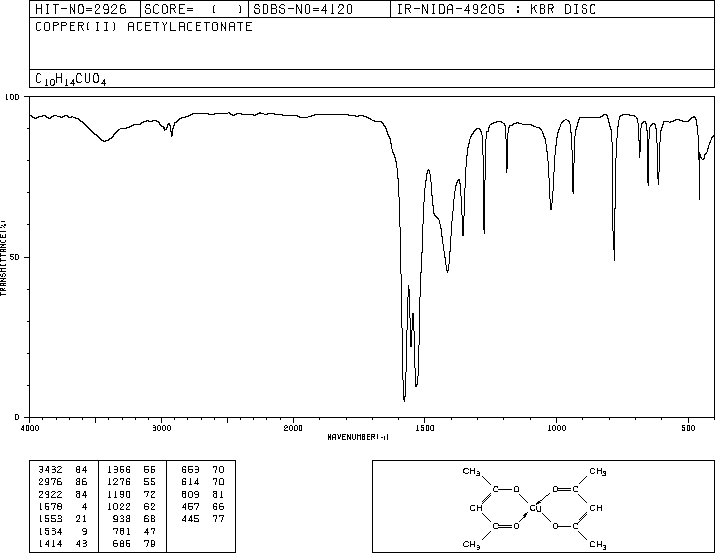 HIT-NO=2926 SCORE= ( ) SDBS-NO=4120 IR-NIDA-49205 : KBR DISC
COPPER(II) ACETYLACETONATE
C10H14CUO4
100
50
0
TRANSMITTANCE(%)
4000 3000 2000 1500 1000 500
WAVENUMBER(-1)
3432 84 1356 55 653 70
2976 86 1276 55 614 70
2922 84 1190 72 809 81
1578 4 1022 62 457 66
1553 21 938 68 445 77
1534 9 781 47
1414 43 685 79
CH3 CH3
C O O C
CH Cu CH
C O O C
CH3 CH3